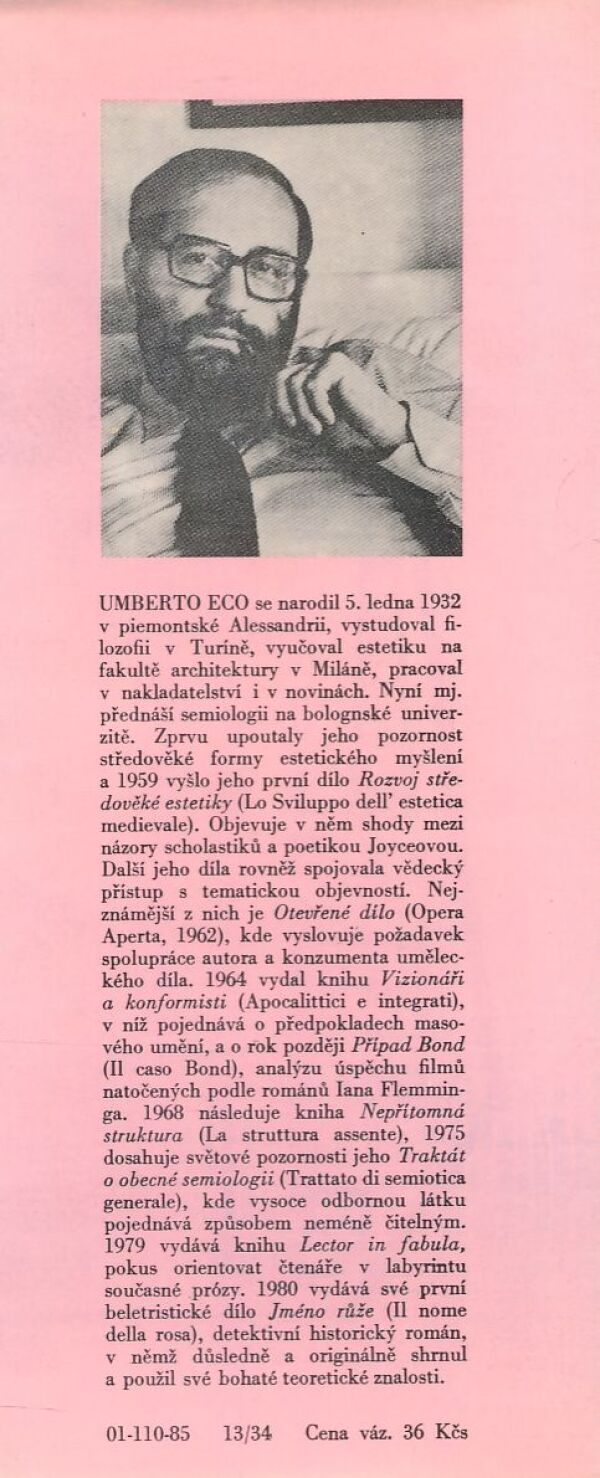 UMBERTO ECO se narodil 5. ledna 1932
v piemontské Alessandrii, vystudoval fi-
lozofii v Turíně, vyučoval estetiku na
fakultě architektury v Miláně, pracoval
v nakladatelství i v novinách. Nyní mj.
přednáší semiologii na bolognské univer-
zitě. Zprvu upoutaly jeho pozornost
středověké formy estetického myšlení
a 1959 vyšlo jeho první dílo Rozvoj stře-
dověké estetiky (Lo Sviluppo dell' estetica
medievale). Objevuje v něm shody mezi
názory scholastiků a poetikou Joyceovou.
Další jeho díla rovněž spojovala vědecký
přístup s tematickou objevností. Nej-
známější z nich je Otevřené dílo (Opera
Aperta, 1962), kde vyslovuje požadavek
spolupráce autora a konzumenta umělec-
kého díla. 1964 vydal knihu Vizionáři
a konformisti (Apocalittici e integrati),
v níž pojednává o předpokladech maso-
vého umění, a o rok později Případ Bond
(Il caso Bond), analýzu úspěchu filmů
natočených podle románů Iana Flemmin-
ga. 1968 následuje kniha Nepřítomná
struktura (La struttura assente), 1975
dosahuje světové pozornosti jeho Traktát
o obecné semiologii (Trattato di semiotica
generale), kde vysoce odbornou látku
pojednává způsobem neméně čitelným.
1979 vydává knihu Lector in fabula,
pokus orientovat čtenáře v labyrintu
současné prózy. 1980 vydává své první
beletristické dílo Jméno růže (Il nome
della rosa), detektivní historický román,
v němž důsledně a originálně shrnul
a použil své bohaté teoretické znalosti.
01-110-85 13/34 Cena váz. 36 Kčs